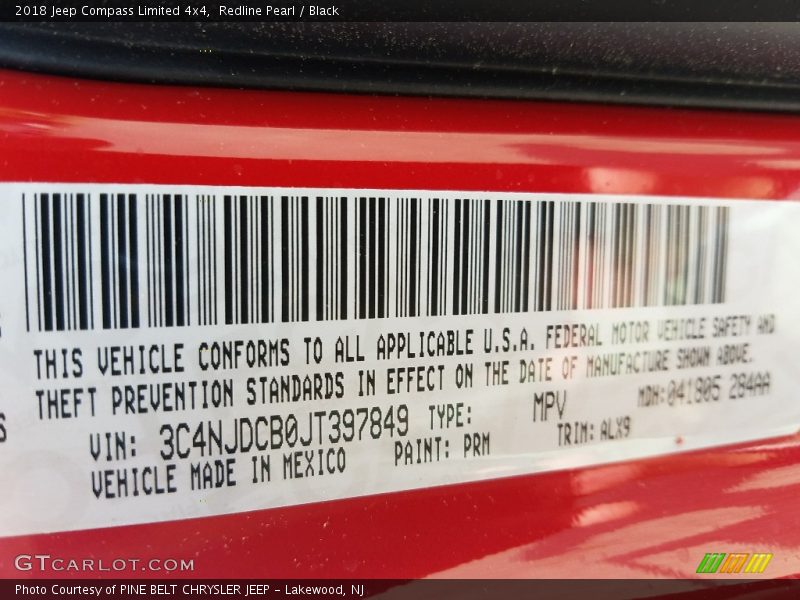 2018 Jeep Compass Limited 4x4, Redline Pearl / Black
THIS VEHICLE CONFORMS TO ALL APPLICABLE U.S.A. FEDERAL MOTOR VEHICLE SAFETY AND
THEFT PREVENTION STANDARDS IN EFFECT ON THE DATE OF MANUFACTURE SHOWN ABOVE.
VIN: 3C4NJDCB0JT397849 TYPE: MPV MDH:041805 284AA
VEHICLE MADE IN MEXICO PAINT: PRM TRIM: ALX9
GTCARLOT.COM
Photo Courtesy of PINE BELT CHRYSLER JEEP - Lakewood, NJ